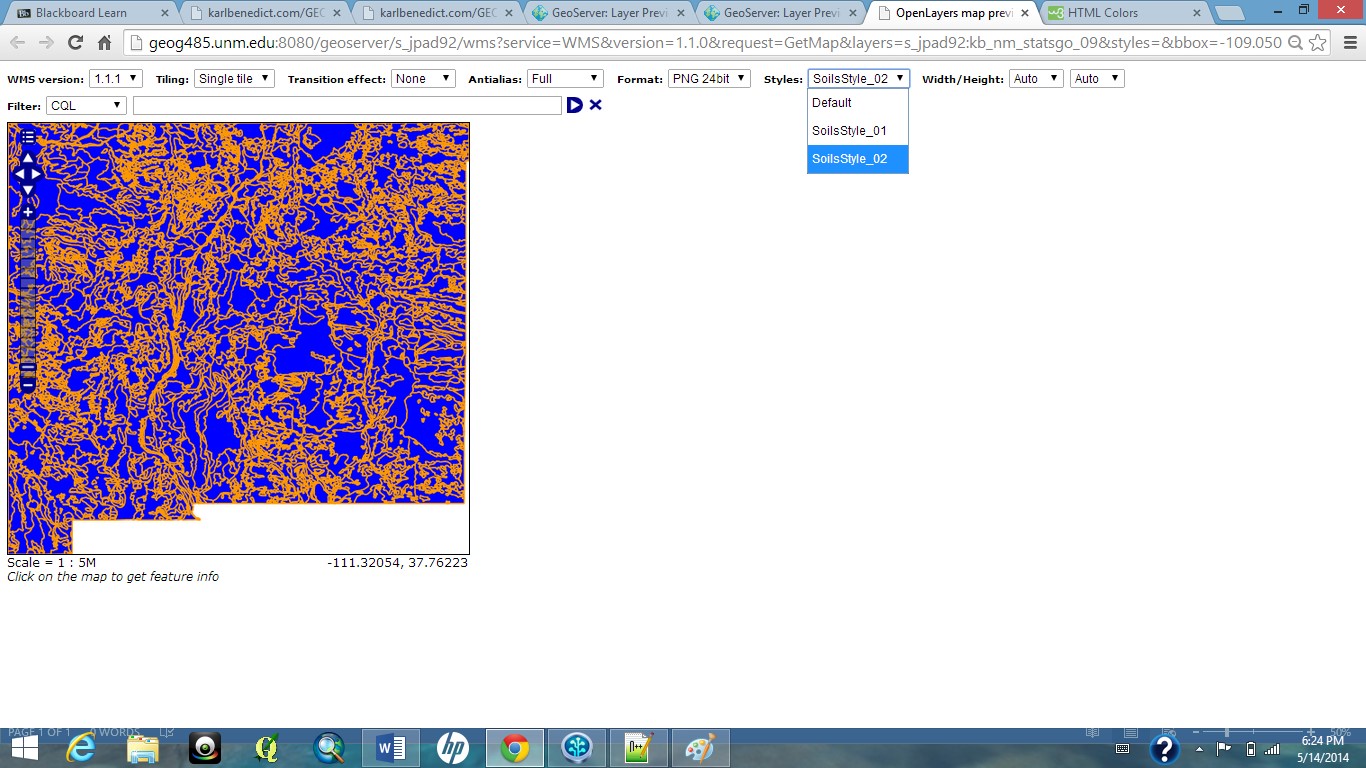 Blackboard Learn karlbenedict.com/GEO karlbenedict.com/GEO GeoServer: Layer Previ GeoServer: Layer Previ OpenLayers map previ HTML Colors
geog485.unm.edu:8080/geoserver/s_jpad92/wms?service=WMS&version=1.1.0&request=GetMap&layers=s_jpad92:kb_nm_statsgo_09&styles=&bbox=-109.050
WMS version: 1.1.1 Tiling: Single tile Transition effect: None Antialias: Full Format: PNG 24bit Styles: SoilsStyle_02 Width/Height: Auto Auto
Default
Filter: CQL
SoilsStyle_01
SoilsStyle_02
Scale = 1 : 5M -111.32054, 37.76223
Click on the map to get feature info
PAGE 1 OF 1 0 WORDS 50%
6:24 PM
5/14/2014